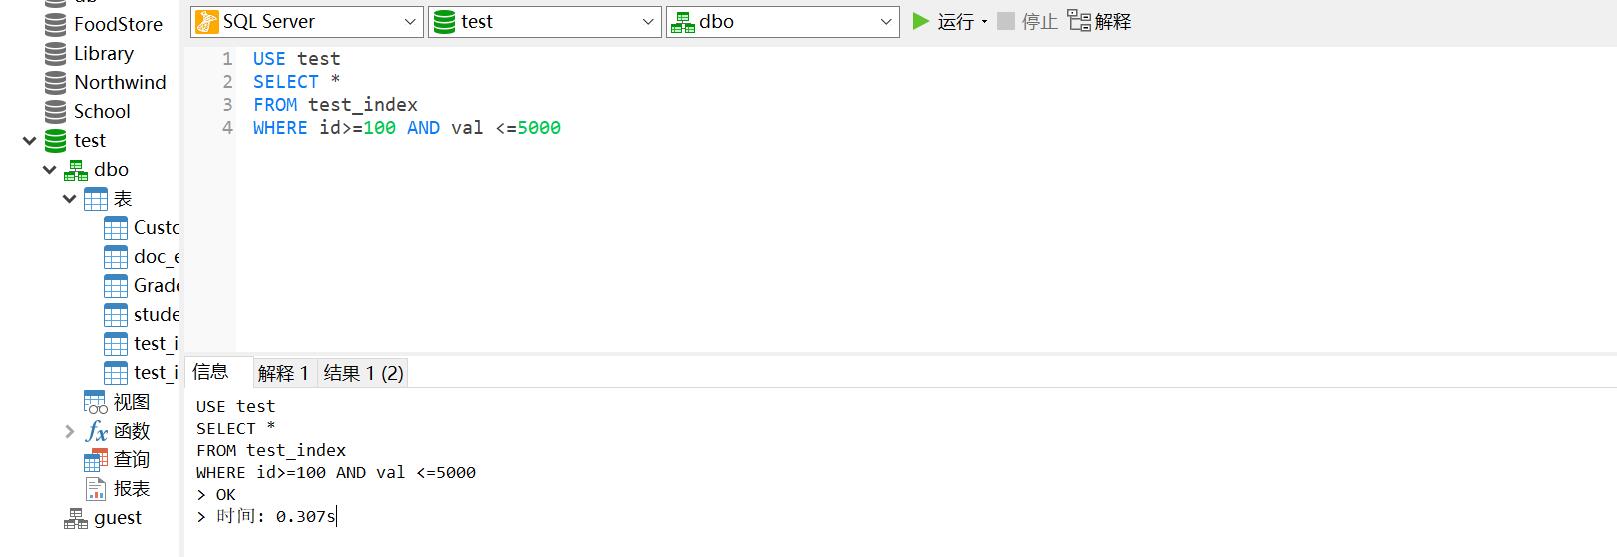 FoodStore
Library
Northwind
School
test
dbo
表
Custo
doc_e
Grade
stude
test_i
test_i
视图
函数
查询
报表
guest
SQL Server
test
dbo
运行
停止
解释
1 USE test
2 SELECT *
3 FROM test_index
4 WHERE id>=100 AND val <=5000
信息
解释 1
结果 1 (2)
USE test
SELECT *
FROM test_index
WHERE id>=100 AND val <=5000
> OK
> 时间: 0.307s